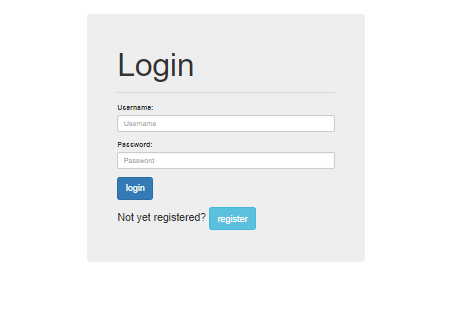 Login
Username:
Username
Password:
Password
login
Not yet registered? register